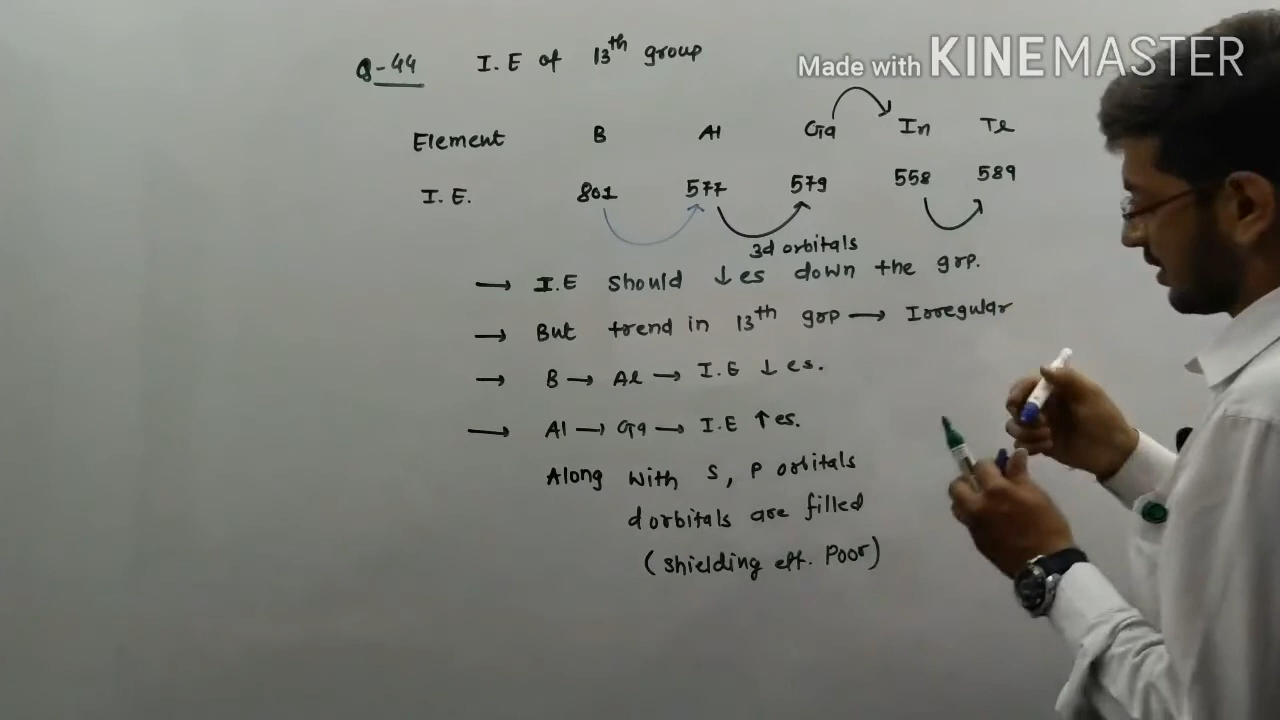 Q-44 I.E of 13th group
Made with KINEMASTER
Element B Al Ga In Tl
I.E. 801 577 579 558 589
3d orbitals
→ I.E should ↓es down the grp.
→ But trend in 13th grp → Irregular
→ B → Al → I.E ↓es.
→ Al → Ga → I.E ↑es.
Along with s, p orbitals
d orbitals are filled
(shielding eff. Poor)